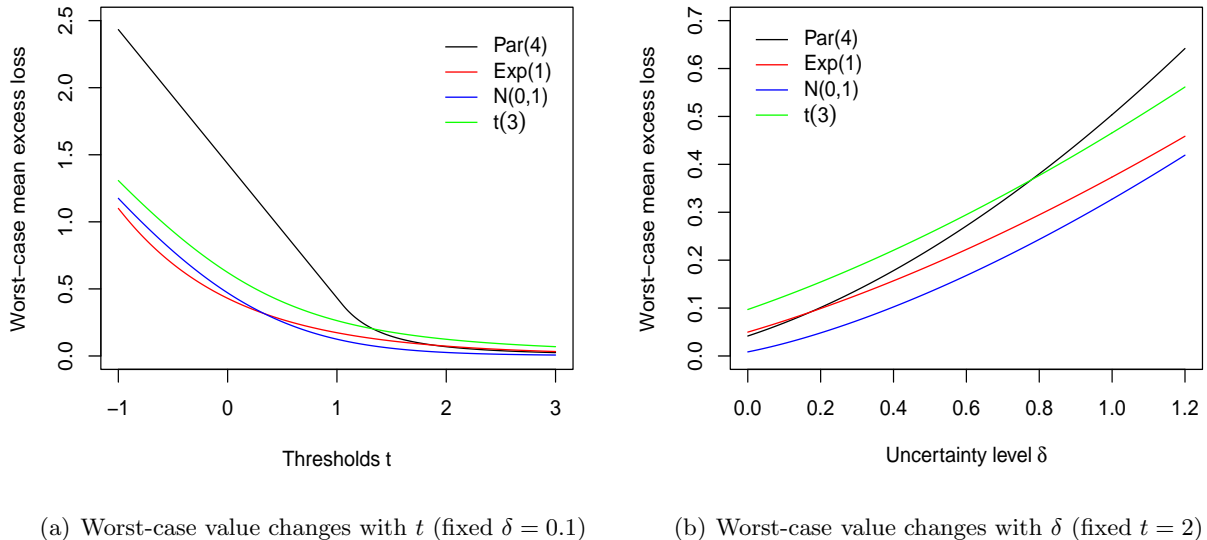 Worst−case mean excess loss
2.5
2.0
1.5
1.0
0.5
0.0
Par(4)
Exp(1)
N(0,1)
t(3)
−1
0
1
2
3
Thresholds t
(a) Worst-case value changes with t (fixed δ = 0.1)
Worst−case mean excess loss
0.7
0.6
0.5
0.4
0.3
0.2
0.1
0.0
Par(4)
Exp(1)
N(0,1)
t(3)
0.0
0.2
0.4
0.6
0.8
1.0
1.2
Uncertainty level δ
(b) Worst-case value changes with δ (fixed t = 2)